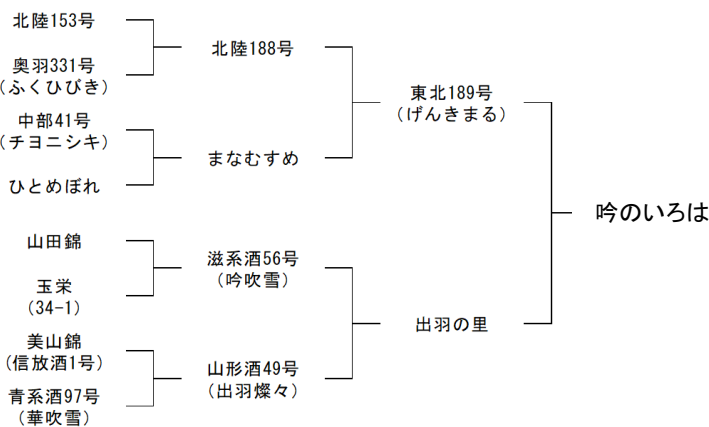 北陸153号
奥羽331号
（ふくひびき）
中部41号
（チヨニシキ）
ひとめぼれ
山田錦
玉栄
（34-1）
美山錦
（信放酒1号）
青系酒97号
（華吹雪）
北陸188号
まなむすめ
滋系酒56号
（吟吹雪）
山形酒49号
（出羽燦々）
東北189号
（げんきまる）
出羽の里
吟のいろは